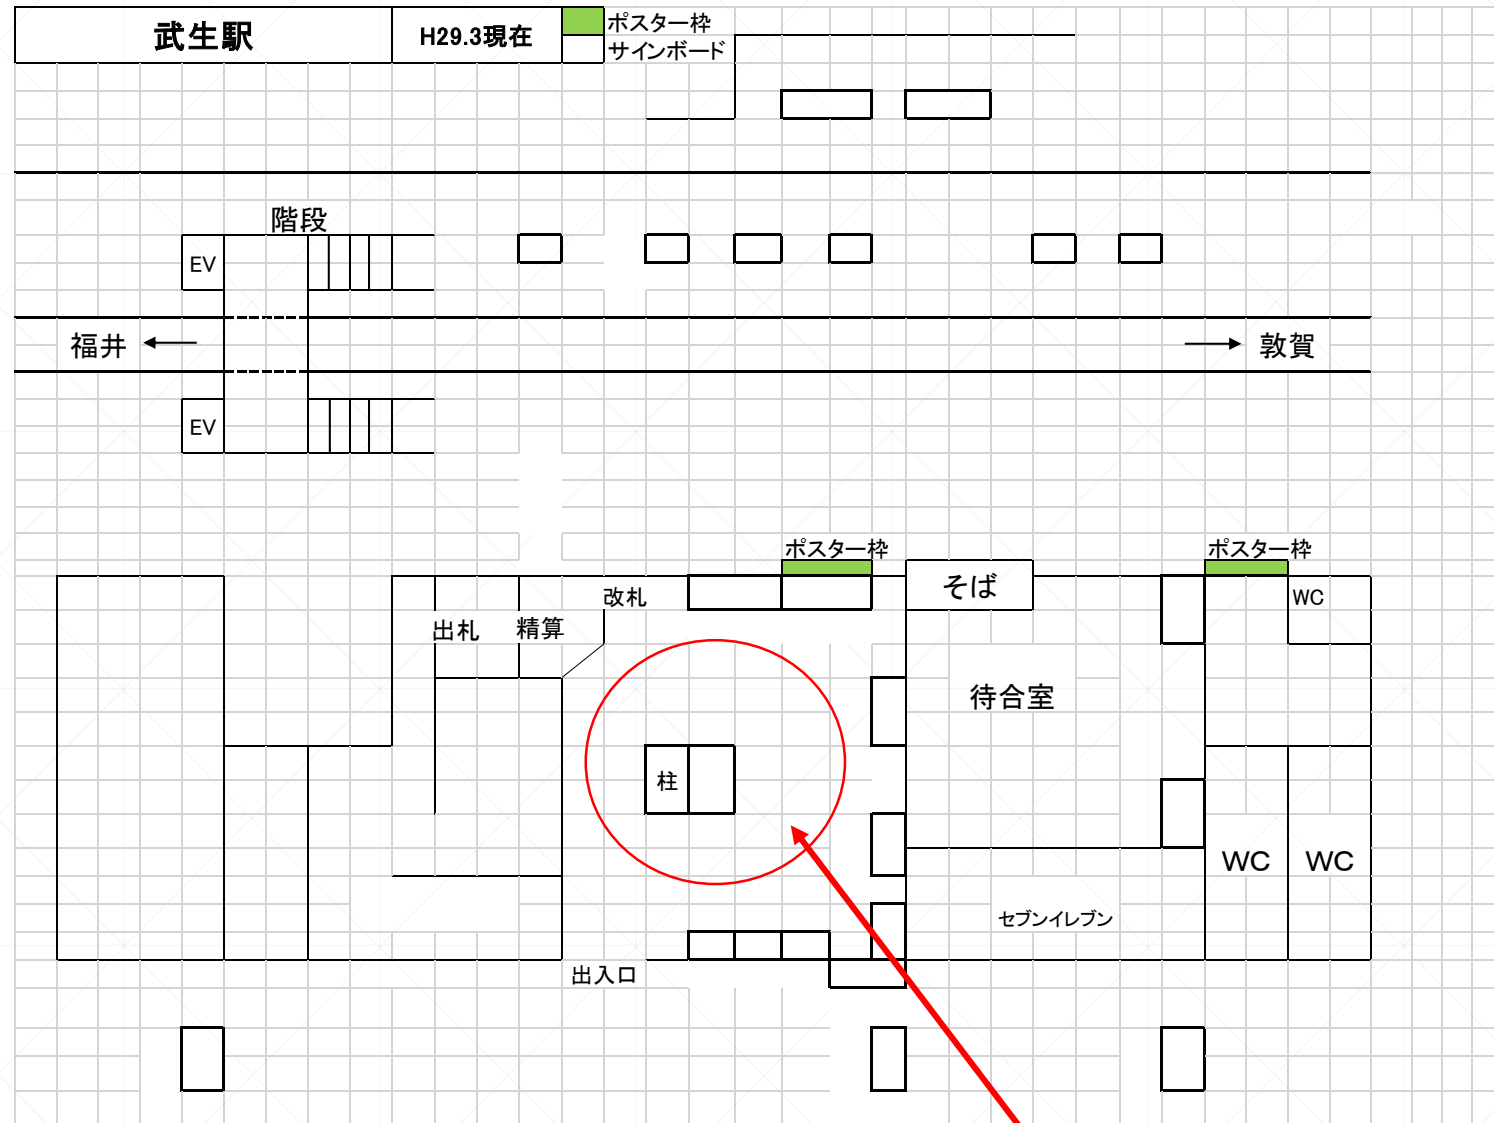 武生駅
H29.3現在
ポスター枠
サインボード
階段
EV
福井
敦賀
EV
ポスター枠
ポスター枠
そば
改札
WC
出札
精算
待合室
柱
WC
WC
セブンイレブン
出入口